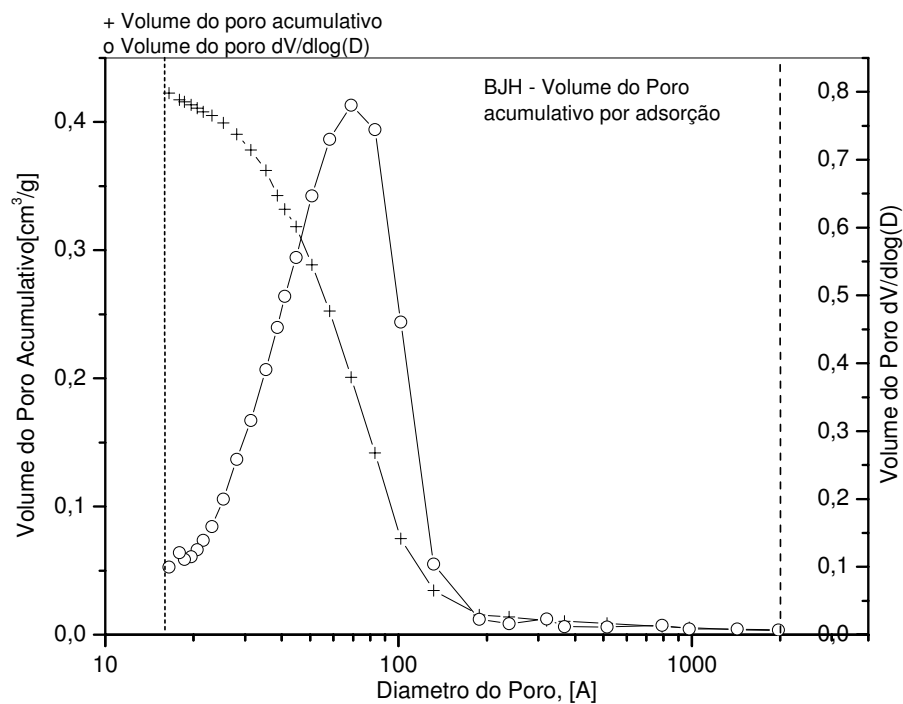 + Volume do poro acumulativo
o Volume do poro dV/dlog(D)
BJH - Volume do Poro
acumulativo por adsorção
Volume do Poro Acumulativo[cm³/g]
0,4
0,3
0,2
0,1
0,0
0,8
0,7
0,6
0,5
0,4
0,3
0,2
0,1
0,0
Volume do Poro dV/dlog(D)
10
100
1000
Diametro do Poro, [A]